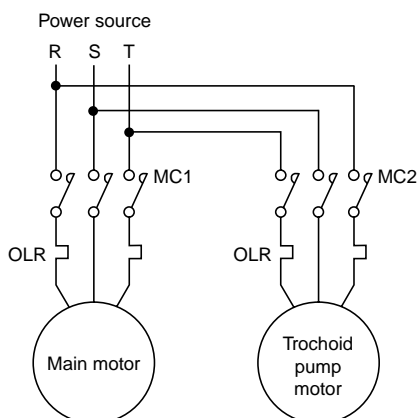 Power source
R S T
MC1
MC2
OLR
OLR
Main motor
Trochoid
pump
motor